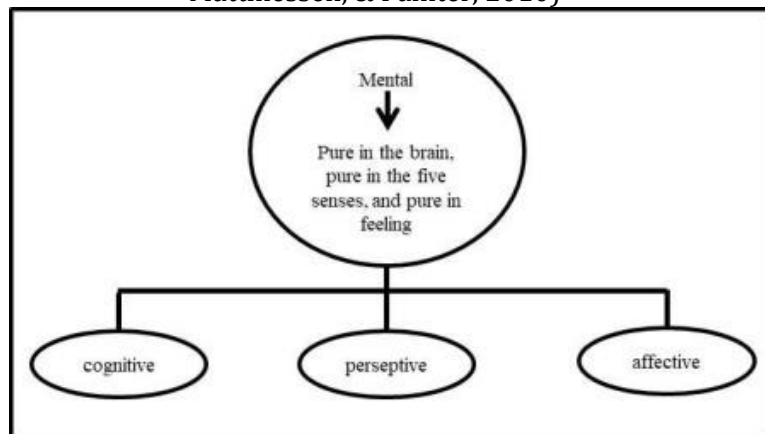 Mental
Pure in the brain,
pure in the five
senses, and pure in
feeling
cognitive
perseptive
affective